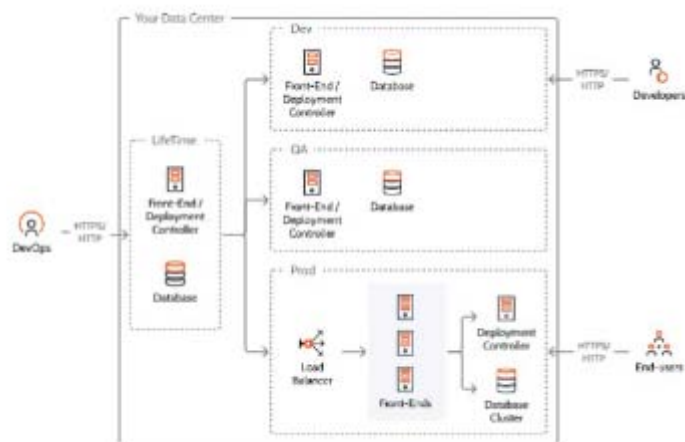 Your Data Center
Dev
Front-End /
Deployment
Controller
Database
HTTPS/
HTTP
Developers
LifeTime
Front-End /
Deployment
Controller
Database
HTTPS/
HTTP
DevOps
QA
Front-End /
Deployment
Controller
Database
Prod
Load
Balancer
Front-Ends
Deployment
Controller
Database
Cluster
HTTPS/
HTTP
End-users